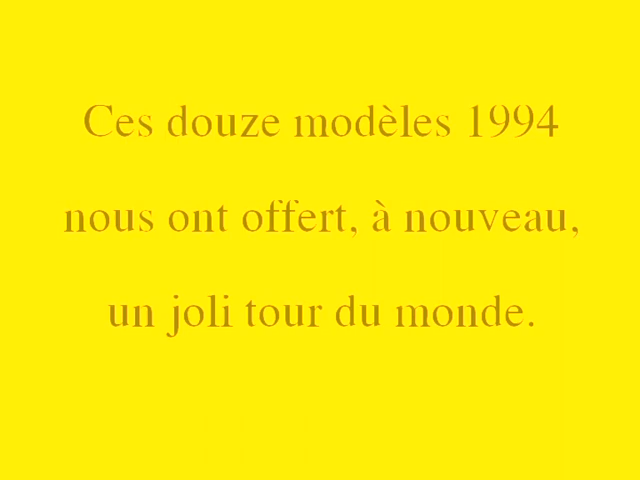 Ces douze modèles 1994
nous ont offert, à nouveau,
un joli tour du monde.